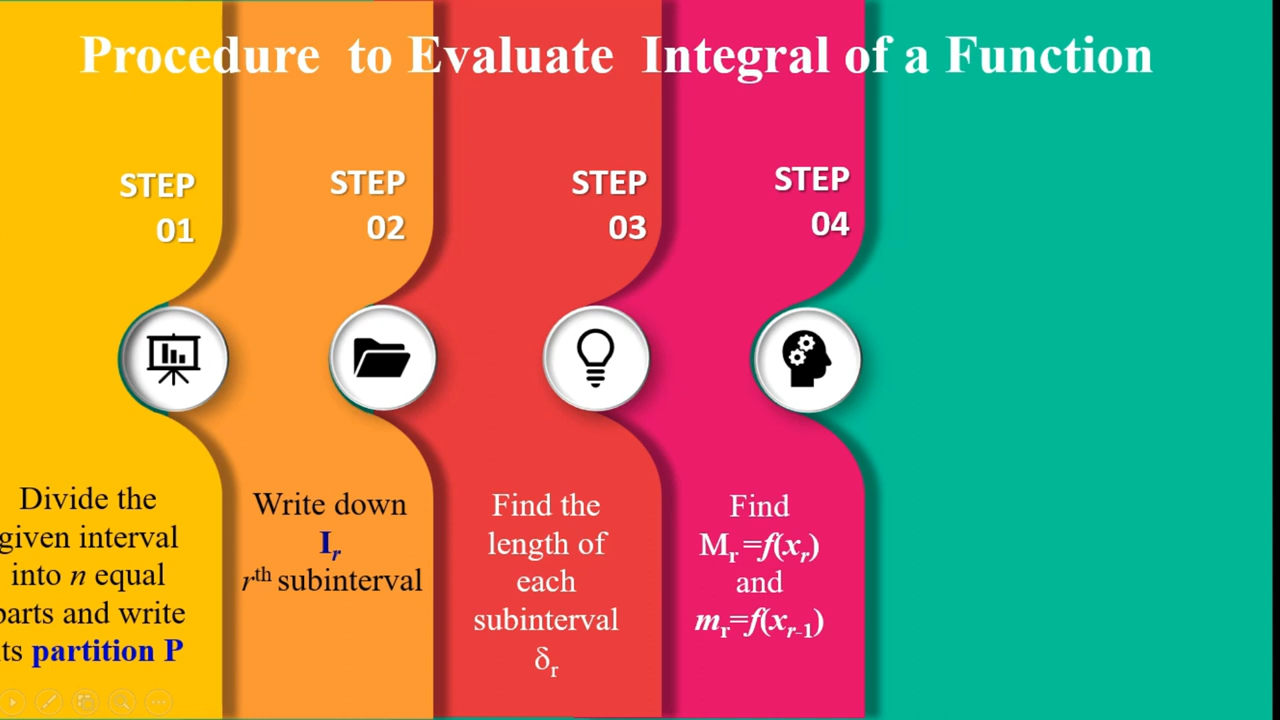 Procedure to Evaluate Integral of a Function
STEP
01
STEP
02
STEP
03
STEP
04
Divide the
given interval
into n equal
parts and write
ts partition P
Write down
Iᵣ
rᵗʰ subinterval
Find the
length of
each
subinterval
δᵣ
Find
Mᵣ=f(xᵣ)
and
mᵣ=f(xᵣ₋₁)